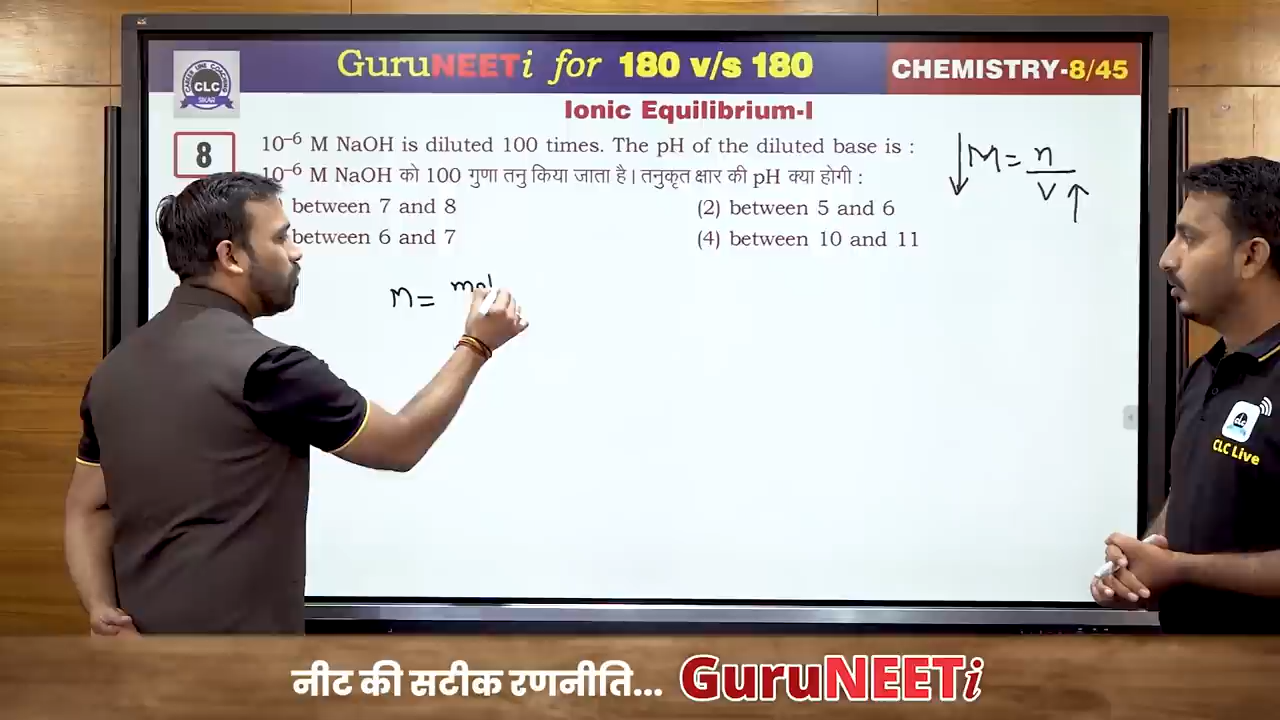 GuruNEETi for 180 v/s 180
CHEMISTRY-8/45
CLC
SIKAR
Ionic Equilibrium-I
8
10⁻⁶ M NaOH is diluted 100 times. The pH of the diluted base is :
10⁻⁶ M NaOH को 100 गुणा तनु किया जाता है। तनुकृत क्षार की pH क्या होगी :
between 7 and 8
(2) between 5 and 6
between 6 and 7
(4) between 10 and 11
↓M = n/V↑
n = mol
CLC Live
नीट की सटीक रणनीति... GuruNEETi